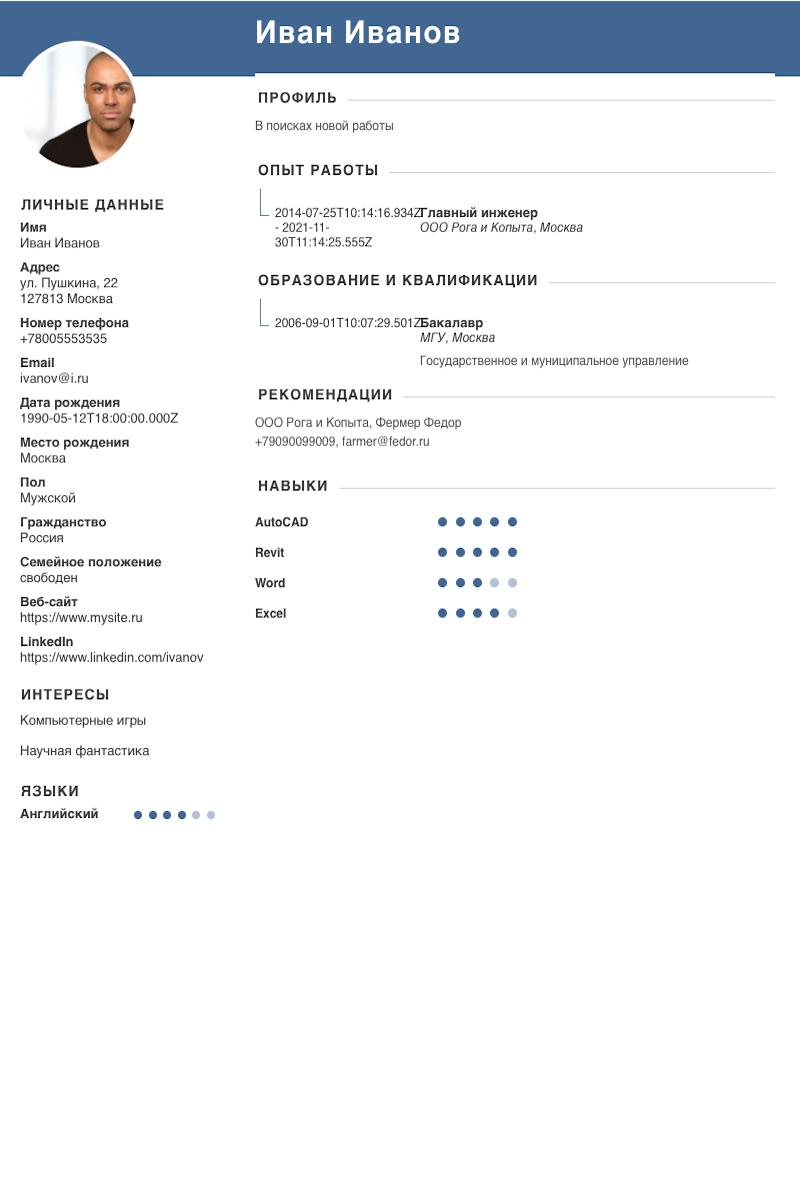 Иван Иванов
ЛИЧНЫЕ ДАННЫЕ
Имя
Иван Иванов
Адрес
ул. Пушкина, 22
127813 Москва
Номер телефона
+78005553535
Email
ivanov@i.ru
Дата рождения
1990-05-12T18:00:00.000Z
Место рождения
Москва
Пол
Мужской
Гражданство
Россия
Семейное положение
свободен
Веб-сайт
https://www.mysite.ru
LinkedIn
https://www.linkedin.com/ivanov
ИНТЕРЕСЫ
Компьютерные игры
Научная фантастика
ЯЗЫКИ
Английский
ПРОФИЛЬ
В поисках новой работы
ОПЫТ РАБОТЫ
2014-07-25T10:14:16.934Z
- 2021-11-
30T11:14:25.555Z
Главный инженер
ООО Рога и Копыта, Москва
ОБРАЗОВАНИЕ И КВАЛИФИКАЦИИ
2006-09-01T10:07:29.501Z
Бакалавр
МГУ, Москва
Государственное и муниципальное управление
РЕКОМЕНДАЦИИ
ООО Рога и Копыта, Фермер Федор
+79090099009, farmer@fedor.ru
НАВЫКИ
AutoCAD
Revit
Word
Excel